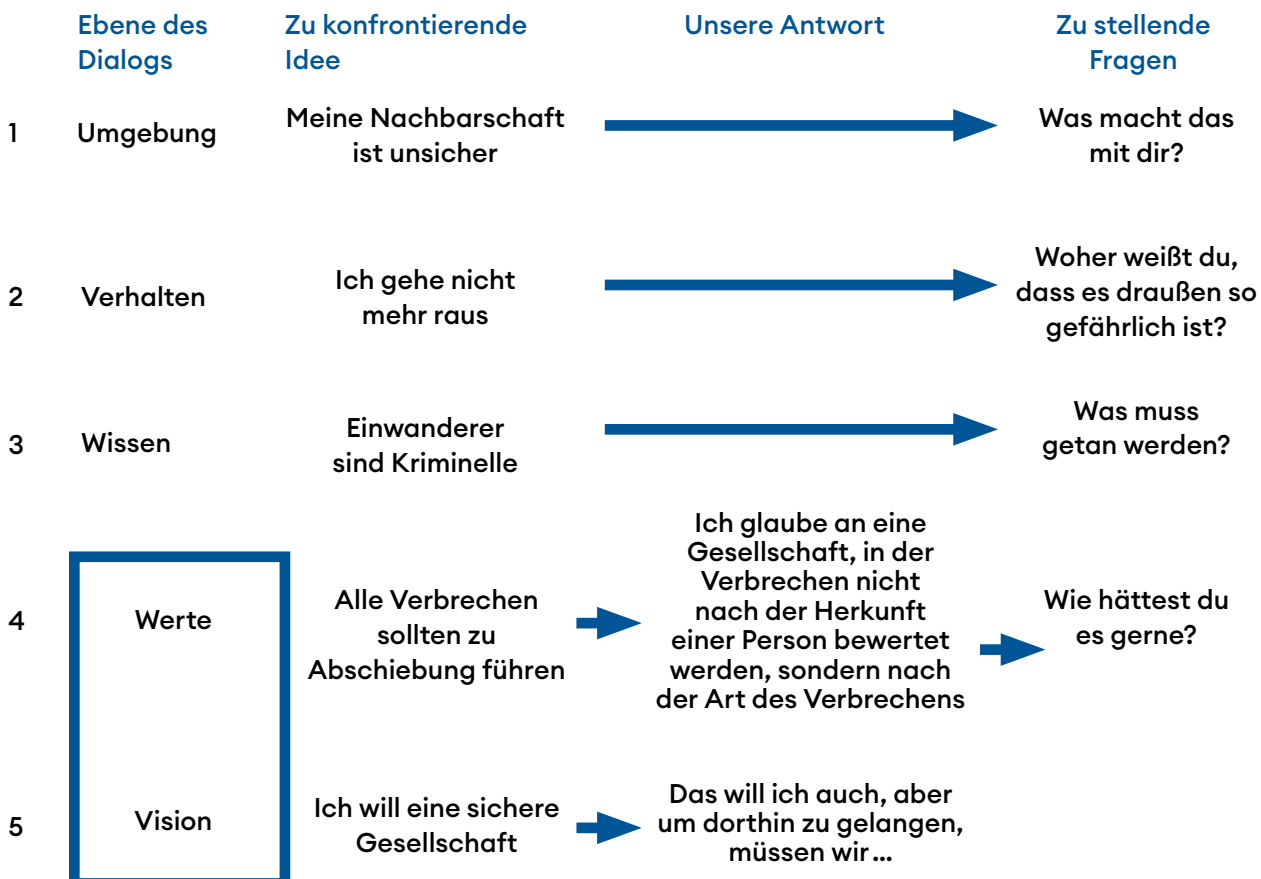 Ebene des
Dialogs
Zu konfrontierende
Idee
Unsere Antwort
Zu stellende
Fragen
1
Umgebung
Meine Nachbarschaft
ist unsicher
Was macht das
mit dir?
2
Verhalten
Ich gehe nicht
mehr raus
Woher weißt du,
dass es draußen so
gefährlich ist?
3
Wissen
Einwanderer
sind Kriminelle
Was muss
getan werden?
4
Werte
Alle Verbrechen
sollten zu
Abschiebung führen
Ich glaube an eine
Gesellschaft, in der
Verbrechen nicht
nach der Herkunft
einer Person bewertet
werden, sondern nach
der Art des Verbrechens
Wie hättest du
es gerne?
5
Vision
Ich will eine sichere
Gesellschaft
Das will ich auch, aber
um dorthin zu gelangen,
müssen wir...